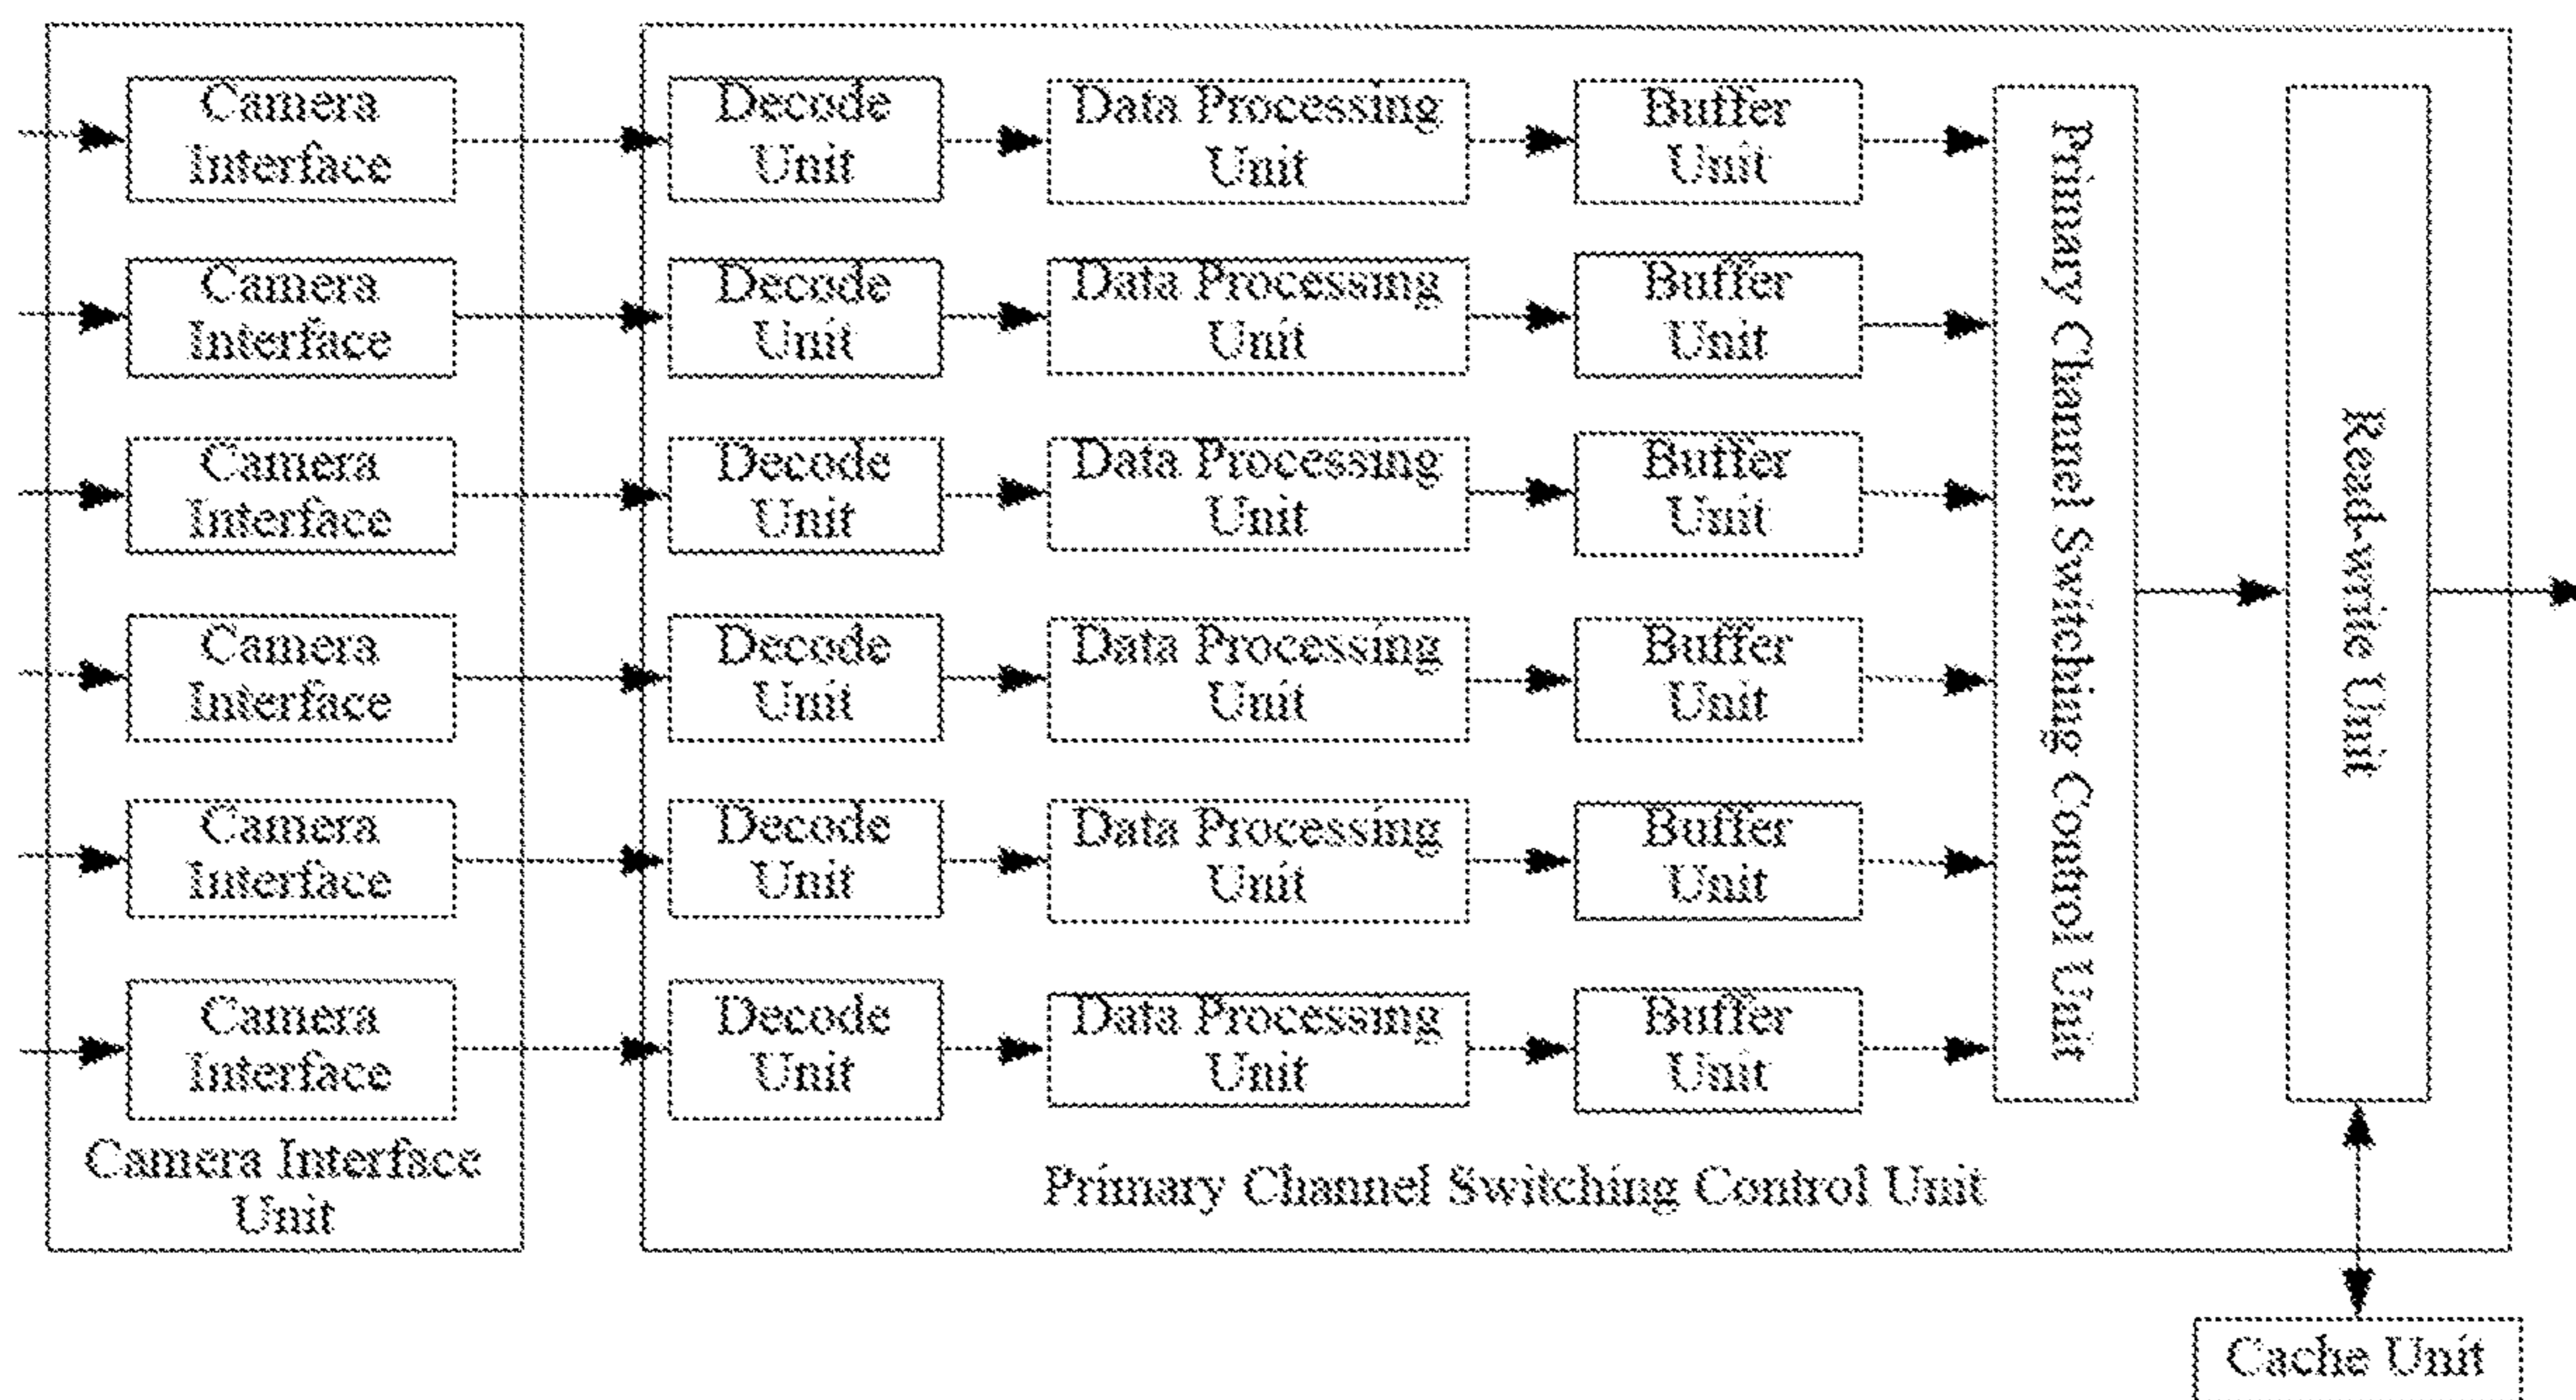 Camera
Interface
Decode
Unit
Data Processing
Unit
Buffer
Unit
Camera
Interface
Decode
Unit
Data Processing
Unit
Buffer
Unit
Camera
Interface
Decode
Unit
Data Processing
Unit
Buffer
Unit
Camera
Interface
Decode
Unit
Data Processing
Unit
Buffer
Unit
Camera
Interface
Decode
Unit
Data Processing
Unit
Buffer
Unit
Camera
Interface
Decode
Unit
Data Processing
Unit
Buffer
Unit
Primary Channel Switching Control Unit
Read-write Unit
Camera Interface
Unit
Primary Channel Switching Control Unit
Cache Unit